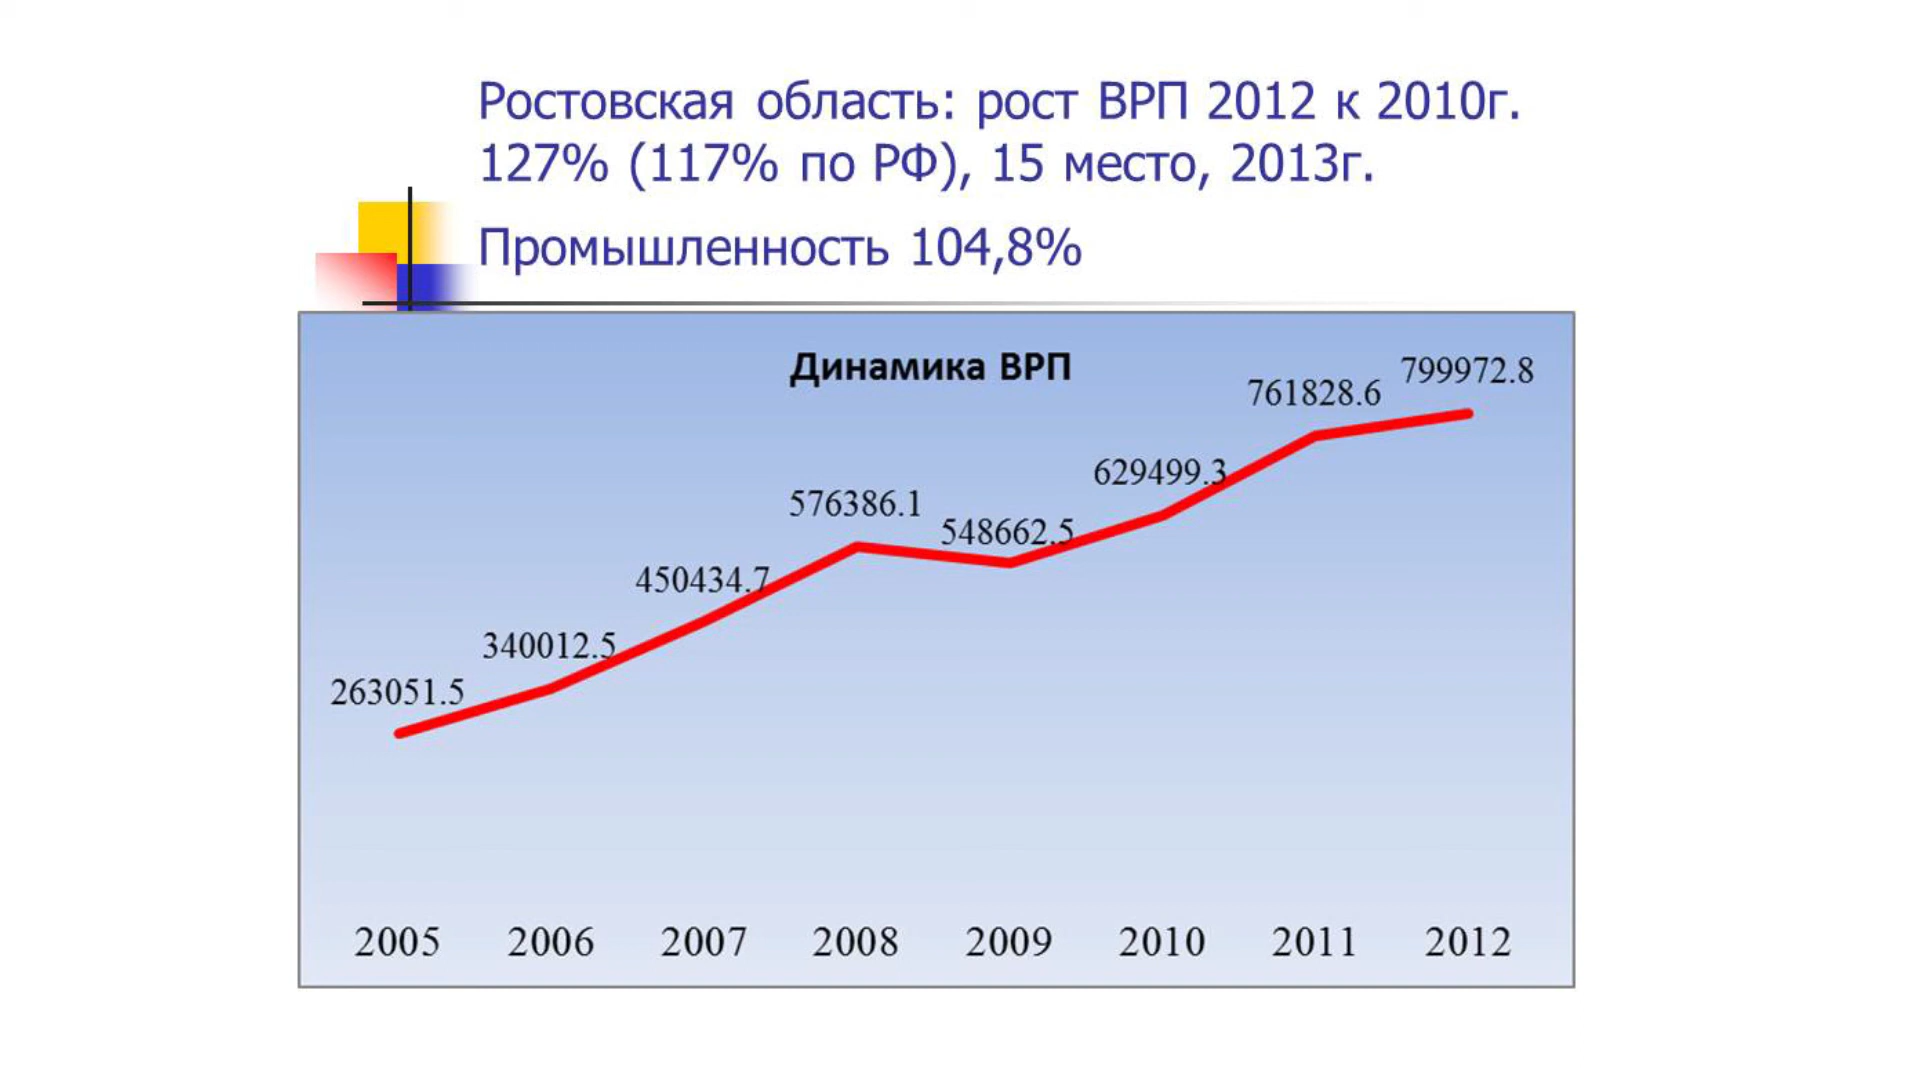 Ростовская область: рост ВРП 2012 к 2010г.
127% (117% по РФ), 15 место, 2013г.
Промышленность 104,8%
Динамика ВРП
263051.5
340012.5
450434.7
576386.1
548662.5
629499.3
761828.6
799972.8
2005 2006 2007 2008 2009 2010 2011 2012